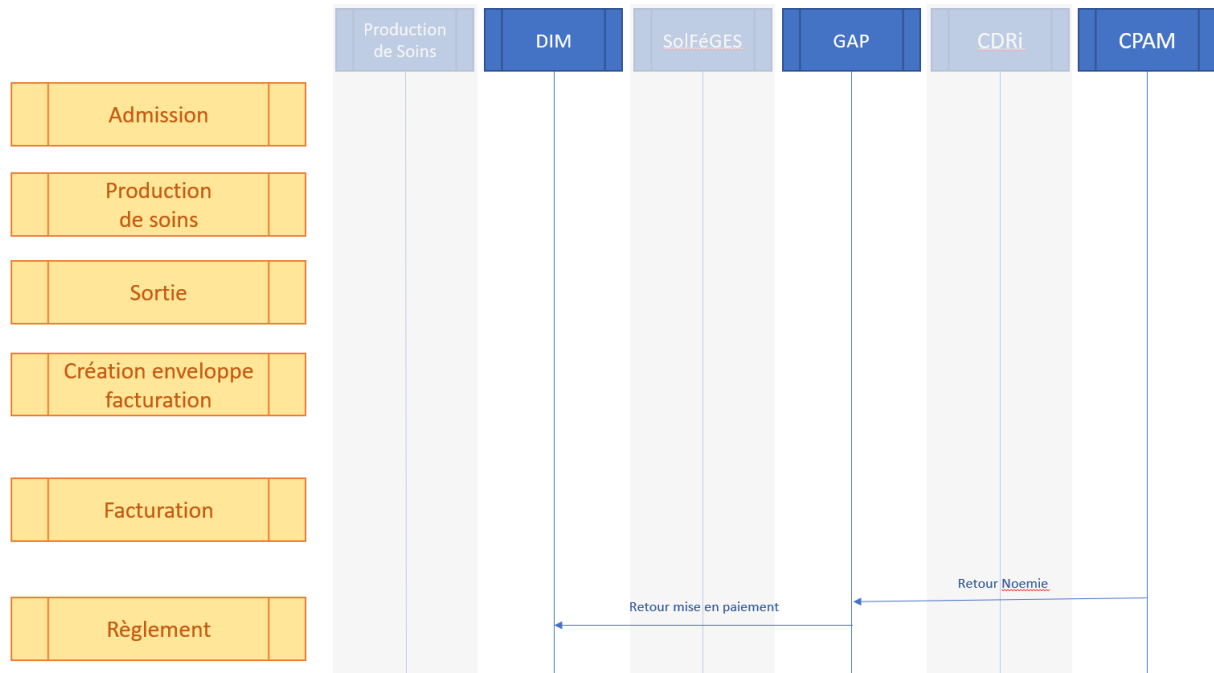 Production
de Soins
DIM
SolFéGES
GAP
CDRi
CPAM
Admission
Production
de soins
Sortie
Création enveloppe
facturation
Facturation
Retour Noemie
Retour mise en paiement
Règlement